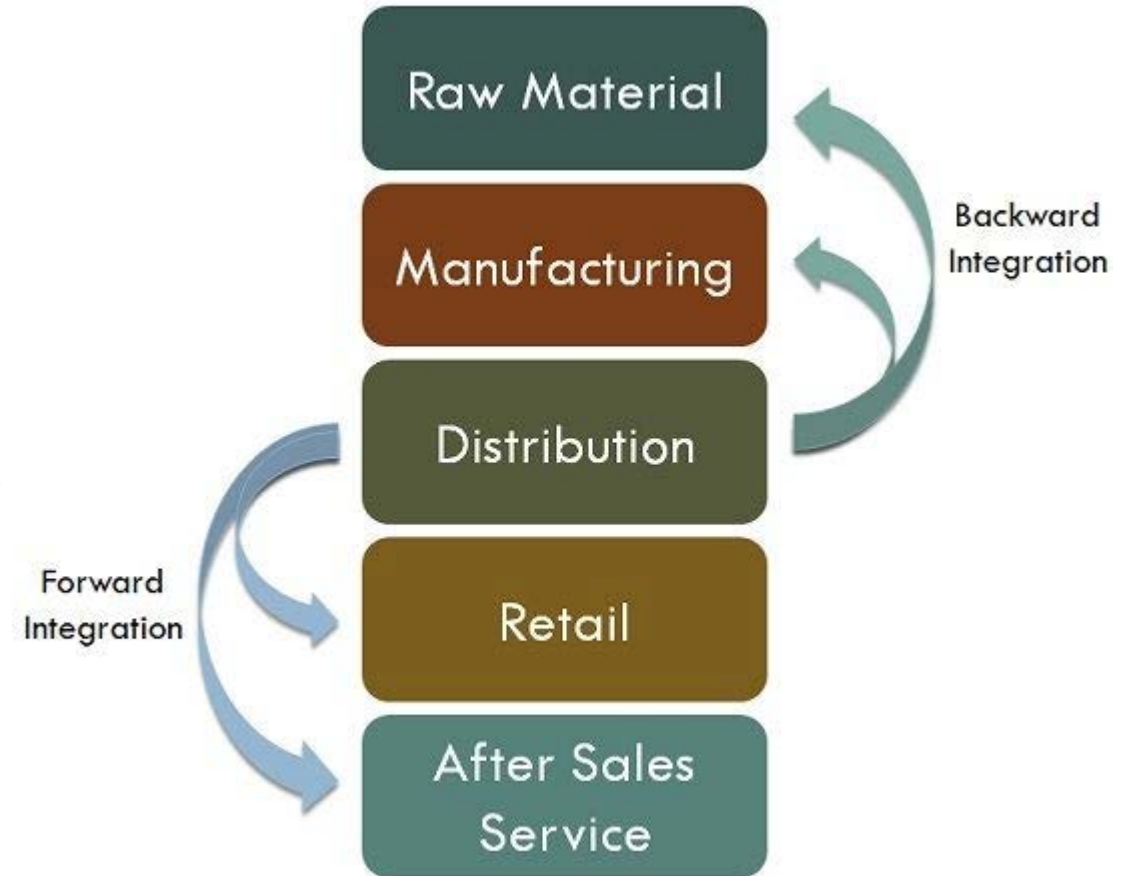 Raw Material
Manufacturing
Backward
Integration
Distribution
Forward
Integration
Retail
After Sales
Service